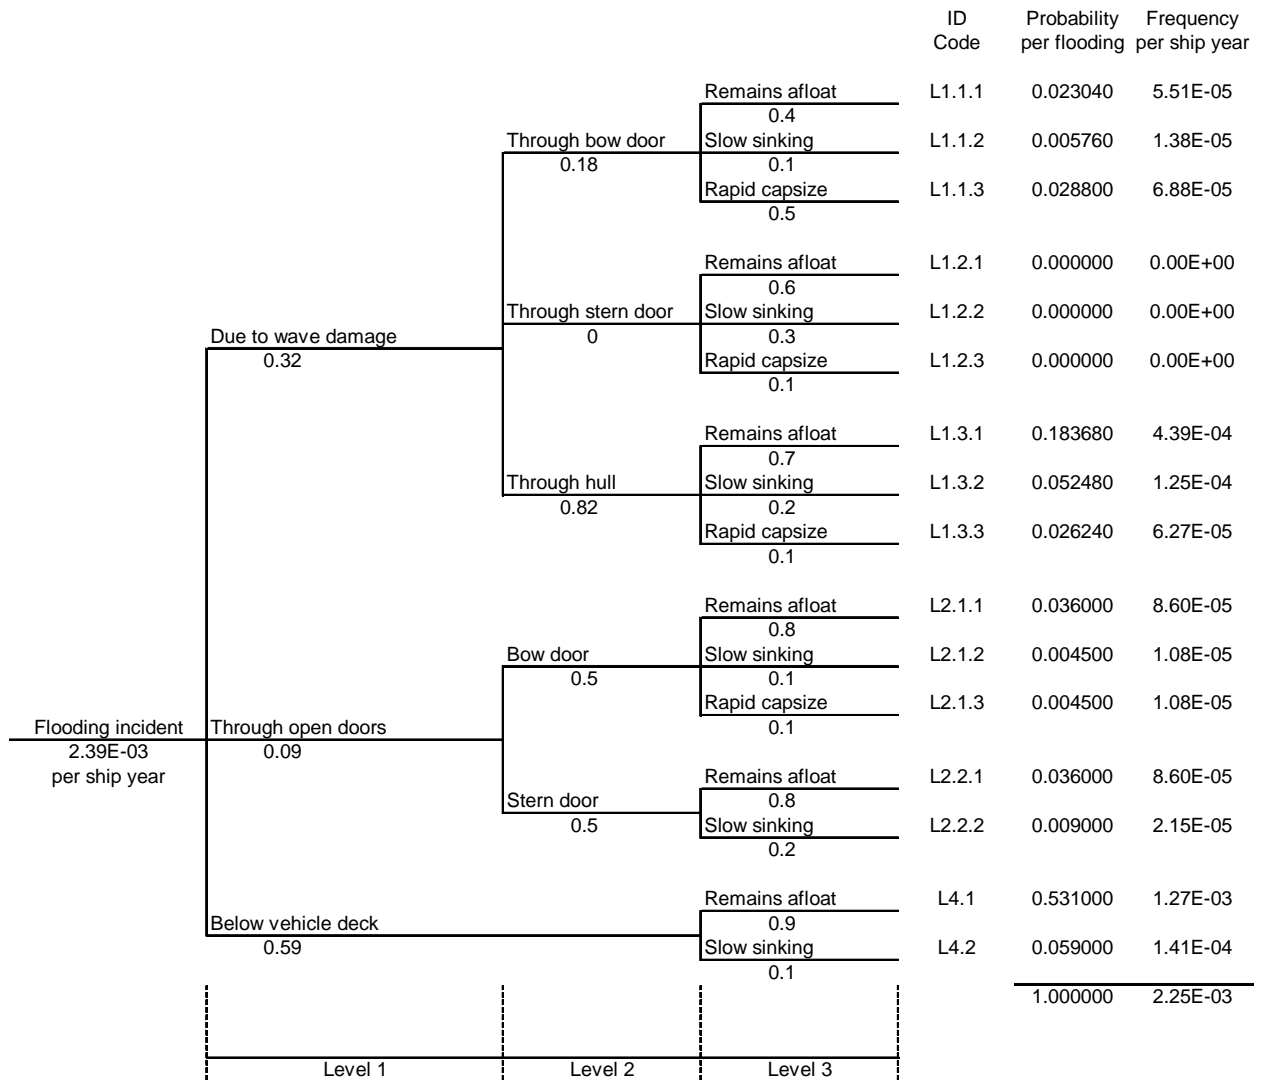 ID Probability Frequency
Code per flooding per ship year
Remains afloat L1.1.1 0.023040 5.51E-05
0.4
Through bow door Slow sinking L1.1.2 0.005760 1.38E-05
0.18 0.1
Rapid capsize L1.1.3 0.028800 6.88E-05
0.5
Remains afloat L1.2.1 0.000000 0.00E+00
0.6
Through stern door Slow sinking L1.2.2 0.000000 0.00E+00
Due to wave damage 0 0.3
0.32 Rapid capsize L1.2.3 0.000000 0.00E+00
0.1
Remains afloat L1.3.1 0.183680 4.39E-04
0.7
Through hull Slow sinking L1.3.2 0.052480 1.25E-04
0.82 0.2
Rapid capsize L1.3.3 0.026240 6.27E-05
0.1
Remains afloat L2.1.1 0.036000 8.60E-05
0.8
Bow door Slow sinking L2.1.2 0.004500 1.08E-05
0.5 0.1
Rapid capsize L2.1.3 0.004500 1.08E-05
Flooding incident Through open doors 0.1
2.39E-03 0.09
per ship year Remains afloat L2.2.1 0.036000 8.60E-05
Stern door 0.8
0.5 Slow sinking L2.2.2 0.009000 2.15E-05
0.2
Remains afloat L4.1 0.531000 1.27E-03
Below vehicle deck 0.9
0.59 Slow sinking L4.2 0.059000 1.41E-04
0.1
1.000000 2.25E-03
Level 1 Level 2 Level 3